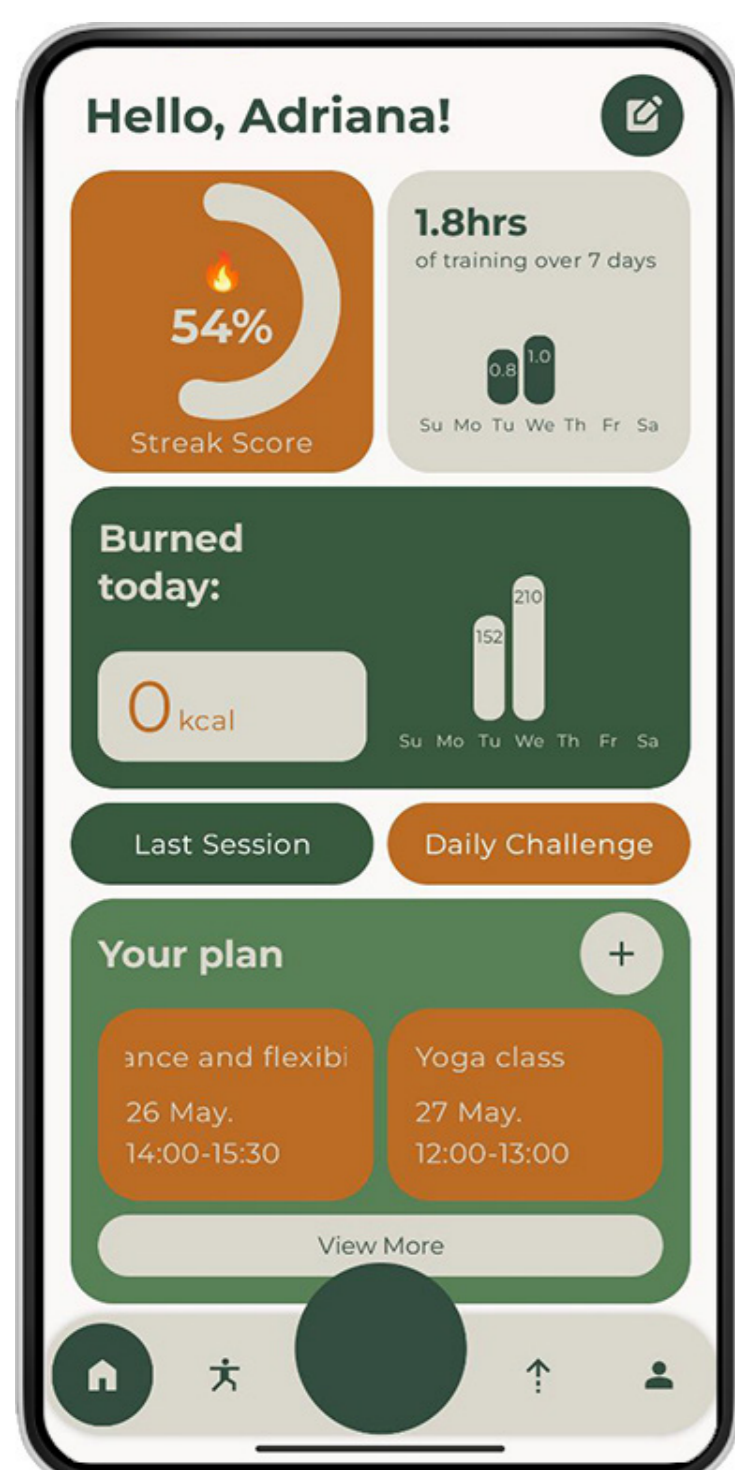 Hello, Adriana!
54%
Streak Score
1.8hrs
of training over 7 days
0.8 1.0
Su Mo Tu We Th Fr Sa
Burned
today:
0 kcal
210
152
Su Mo Tu We Th Fr Sa
Last Session
Daily Challenge
Your plan
+
ance and flexibi
26 May.
14:00-15:30
Yoga class
27 May.
12:00-13:00
View More